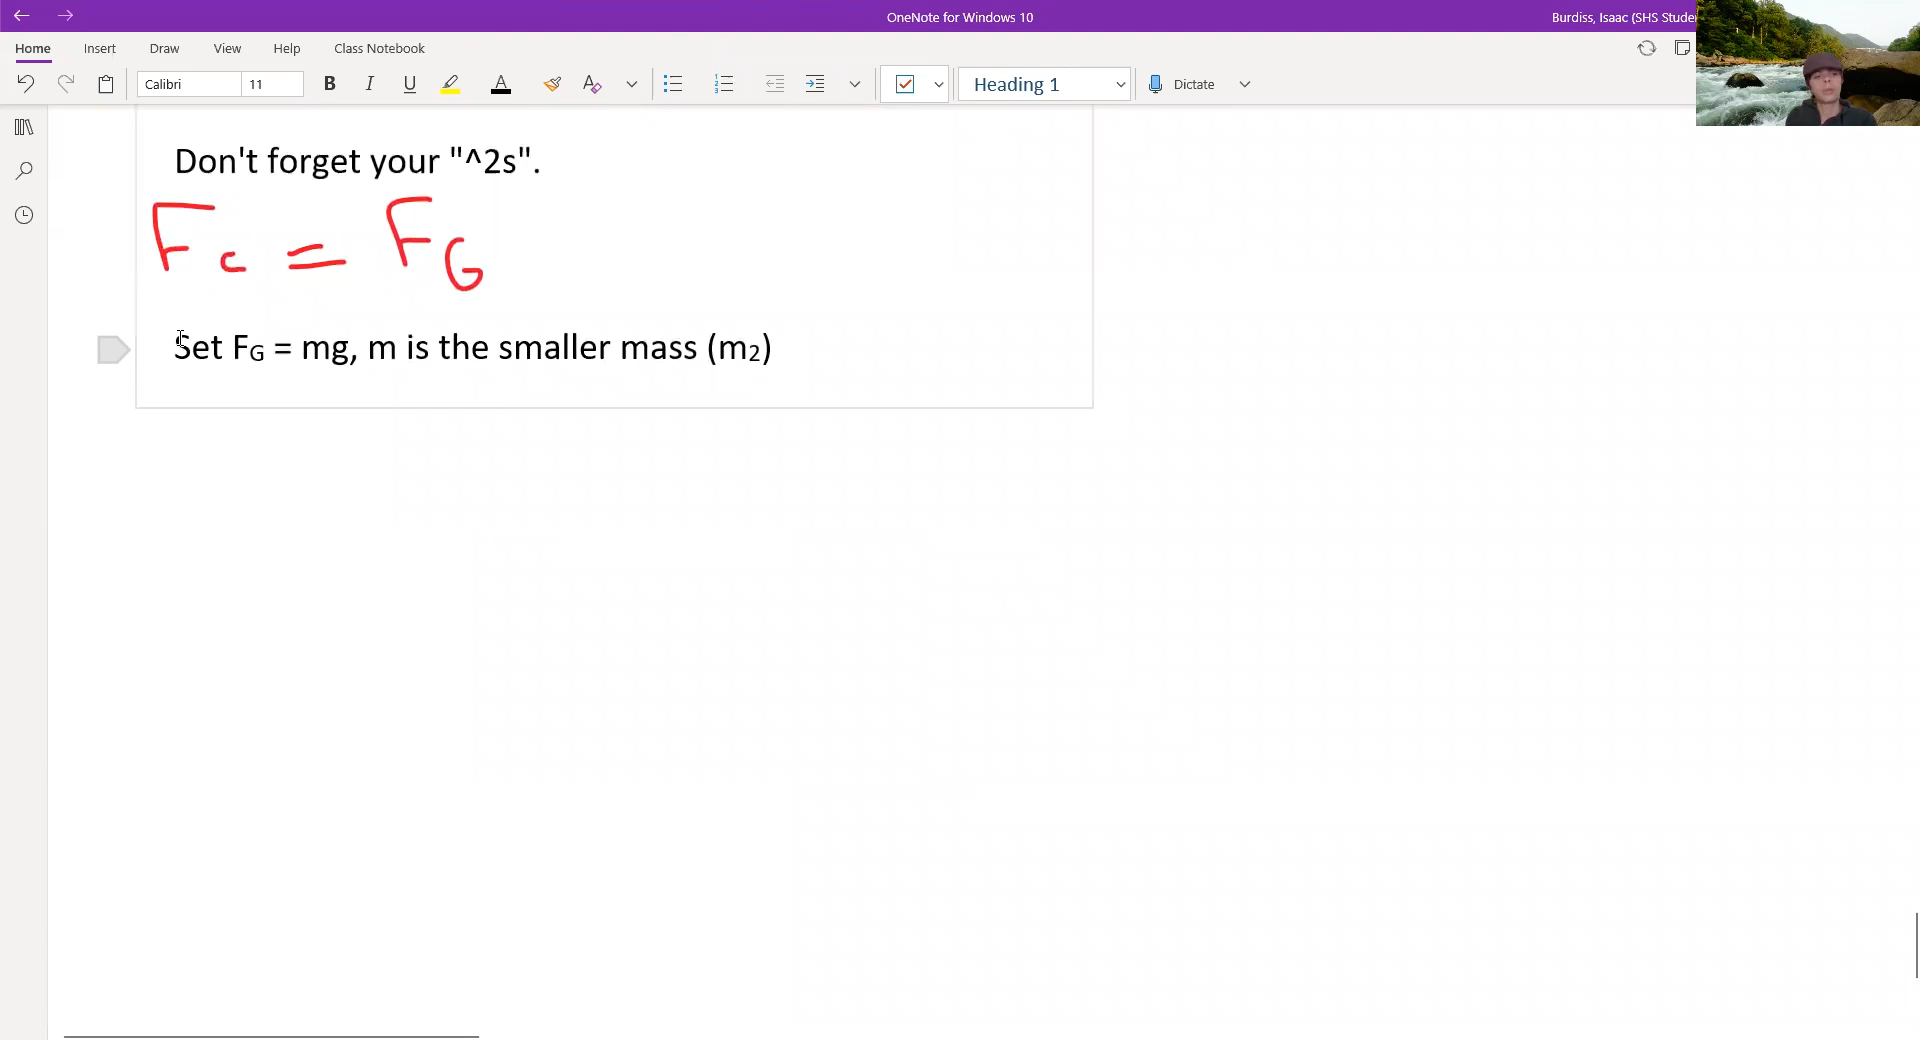 OneNote for Windows 10
Burdiss, Isaac (SHS Stude
Home Insert Draw View Help Class Notebook
Calibri 11 B I U A A Heading 1 Dictate
Don't forget your "^2s".
Fc = FG
Set FG = mg, m is the smaller mass (m2)